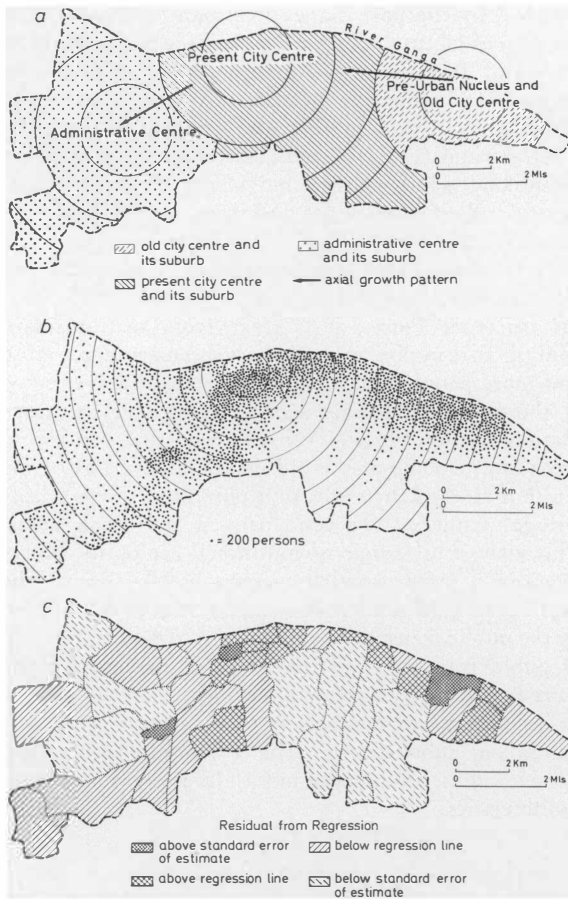 a
River Ganga
Present City Centre
Pre-Urban Nucleus and
Old City Centre
Administrative Centre
0 2 Km
0 2 Mls
old city centre and
its suburb
administrative centre
and its suburb
present city centre
and its suburb
axial growth pattern
b
0 2 Km
0 2 Mls
• = 200 persons
c
0 2 Km
0 2 Mls
Residual from Regression
above standard error
of estimate
below regression line
above regression line
below standard error
of estimate